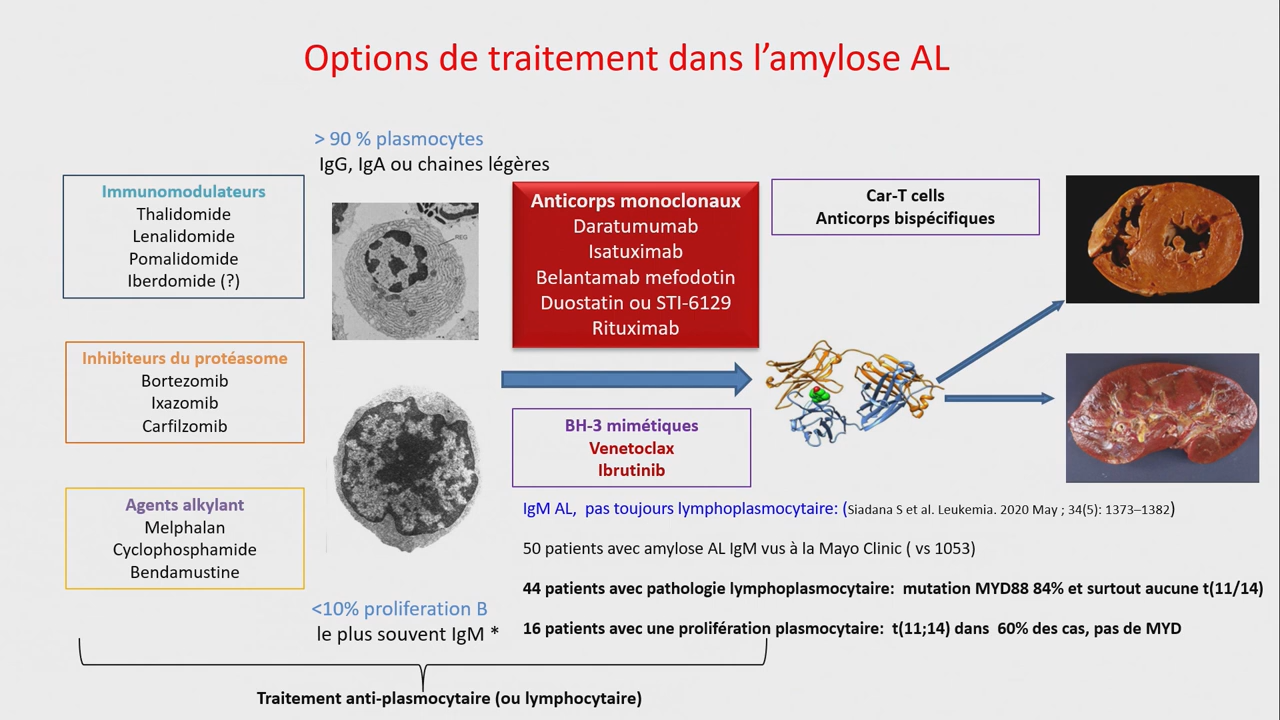 Options de traitement dans l’amylose AL
> 90 % plasmocytes
IgG, IgA ou chaines légères
Immunomodulateurs
Thalidomide
Lenalidomide
Pomalidomide
Iberdomide (?)
Inhibiteurs du protéasome
Bortezomib
Ixazomib
Carfilzomib
Agents alkylant
Melphalan
Cyclophosphamide
Bendamustine
REG
<10% proliferation B
le plus souvent IgM *
Anticorps monoclonaux
Daratumumab
Isatuximab
Belantamab mefodotin
Duostatin ou STI-6129
Rituximab
Car-T cells
Anticorps bispécifiques
BH-3 mimétiques
Venetoclax
Ibrutinib
IgM AL, pas toujours lymphoplasmocytaire: (Siadana S et al. Leukemia. 2020 May ; 34(5): 1373–1382)
50 patients avec amylose AL IgM vus à la Mayo Clinic ( vs 1053)
44 patients avec pathologie lymphoplasmocytaire: mutation MYD88 84% et surtout aucune t(11/14)
16 patients avec une prolifération plasmocytaire: t(11;14) dans 60% des cas, pas de MYD
Traitement anti-plasmocytaire (ou lymphocytaire)